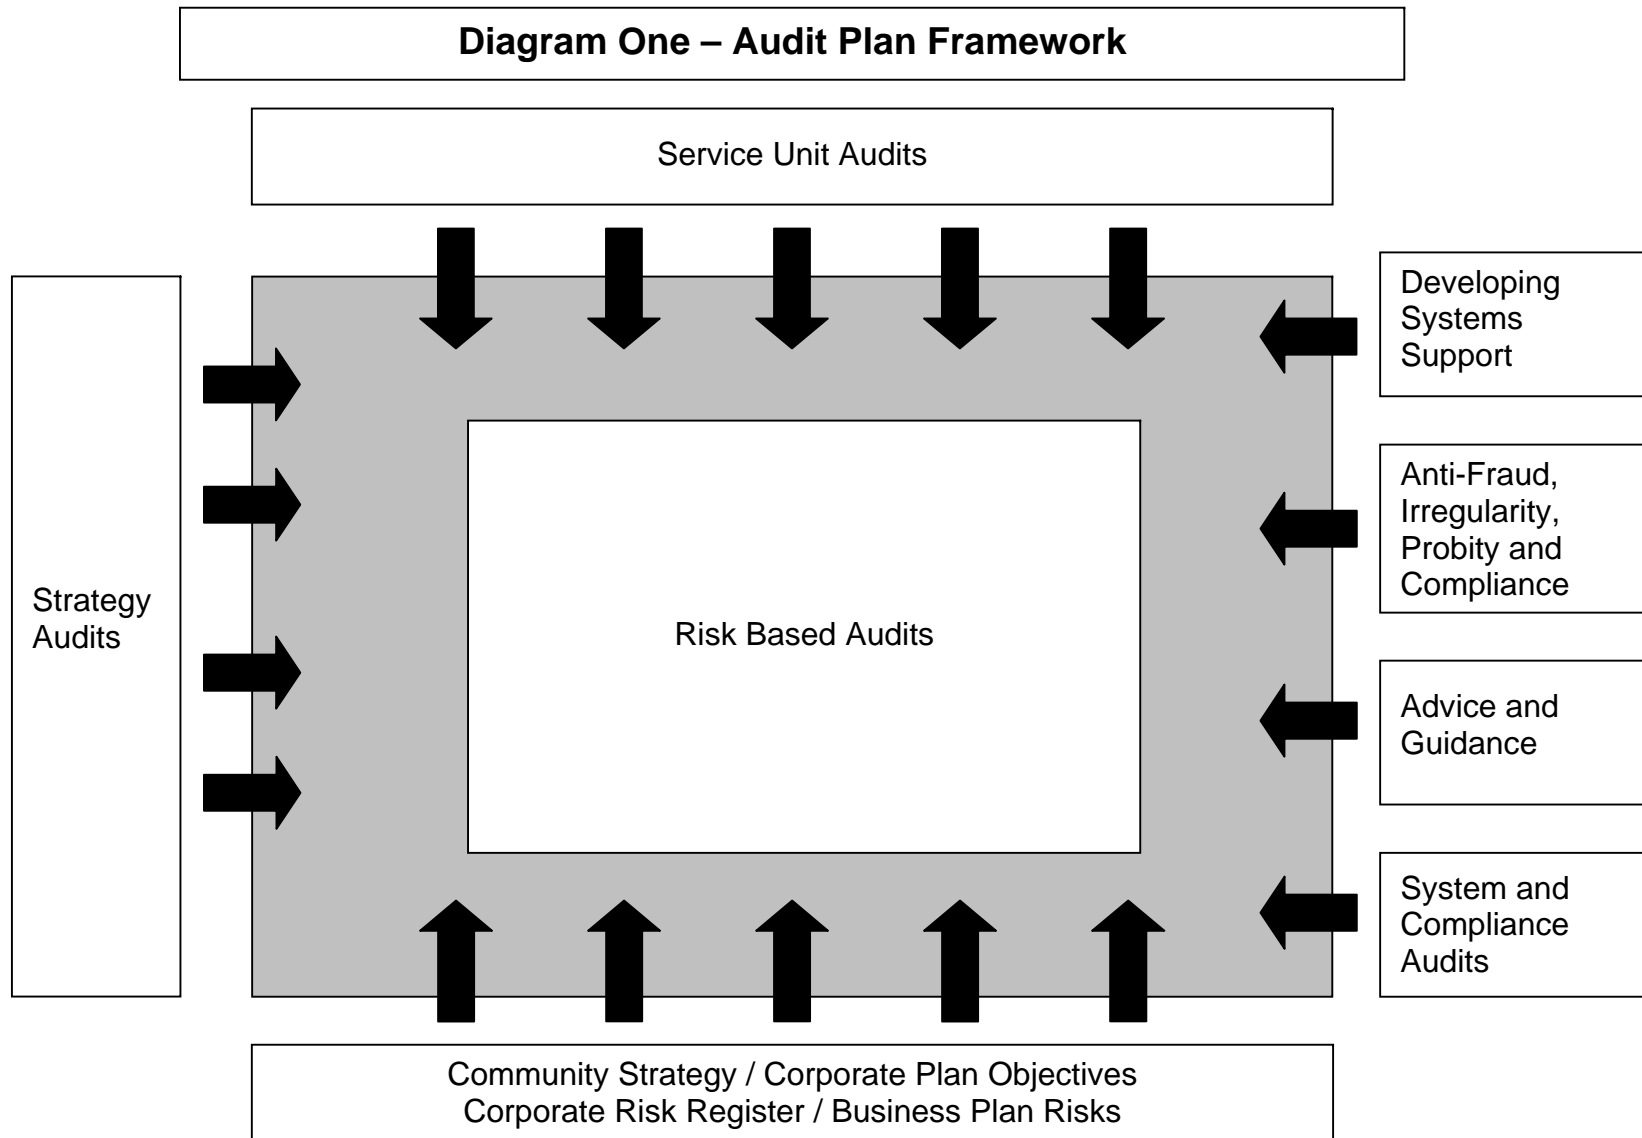 Diagram One – Audit Plan Framework
Service Unit Audits
Strategy
Audits
Risk Based Audits
Developing
Systems
Support
Anti-Fraud,
Irregularity,
Probity and
Compliance
Advice and
Guidance
System and
Compliance
Audits
Community Strategy / Corporate Plan Objectives
Corporate Risk Register / Business Plan Risks